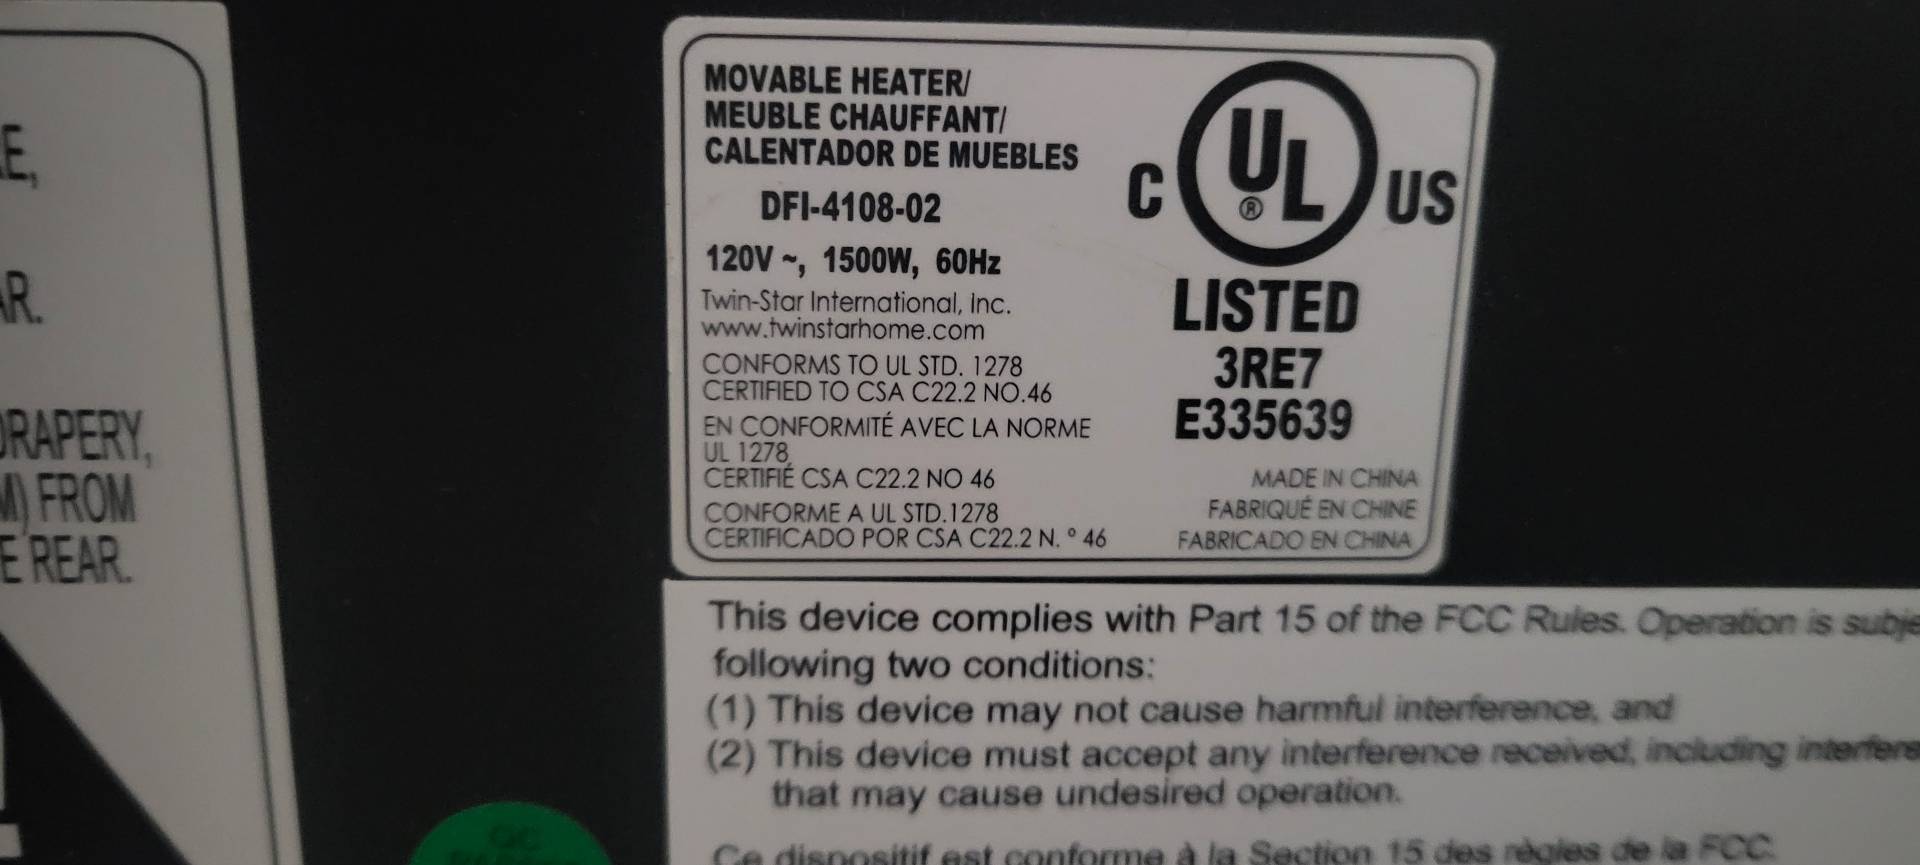 E,
AR.
DRAPERY,
M) FROM
E REAR.
MOVABLE HEATER/
MEUBLE CHAUFFANT/
CALENTADOR DE MUEBLES
DFI-4108-02
120V ~, 1500W, 60Hz
Twin-Star International, Inc.
www.twinstarhome.com
CONFORMS TO UL STD. 1278
CERTIFIED TO CSA C22.2 NO.46
EN CONFORMITÉ AVEC LA NORME
UL 1278
CERTIFIÉ CSA C22.2 NO 46
CONFORME A UL STD.1278
CERTIFICADO POR CSA C22.2 N. º 46
C UL ® US
LISTED
3RE7
E335639
MADE IN CHINA
FABRIQUÉ EN CHINE
FABRICADO EN CHINA
This device complies with Part 15 of the FCC Rules. Operation is subje
following two conditions:
(1) This device may not cause harmful interference, and
(2) This device must accept any interference received, including interfere
that may cause undesired operation.
Ce dispositif est conforme à la Section 15 des règles de la FCC.
QC